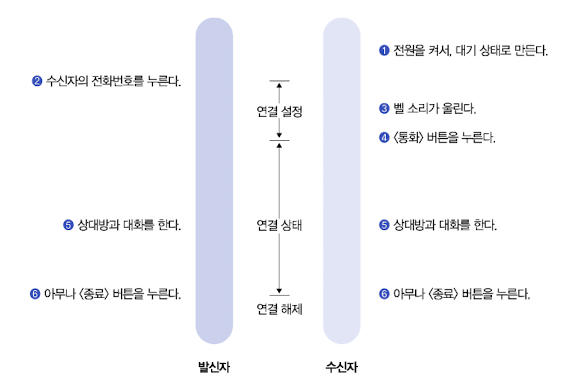 ❶ 전원을 켜서, 대기 상태로 만든다.
❷ 수신자의 전화번호를 누른다.
연결 설정
❸ 벨 소리가 울린다.
❹ 〈통화〉 버튼을 누른다.
❺ 상대방과 대화를 한다.
연결 상태
❺ 상대방과 대화를 한다.
❻ 아무나 〈종료〉 버튼을 누른다.
❻ 아무나 〈종료〉 버튼을 누른다.
연결 해제
발신자
수신자